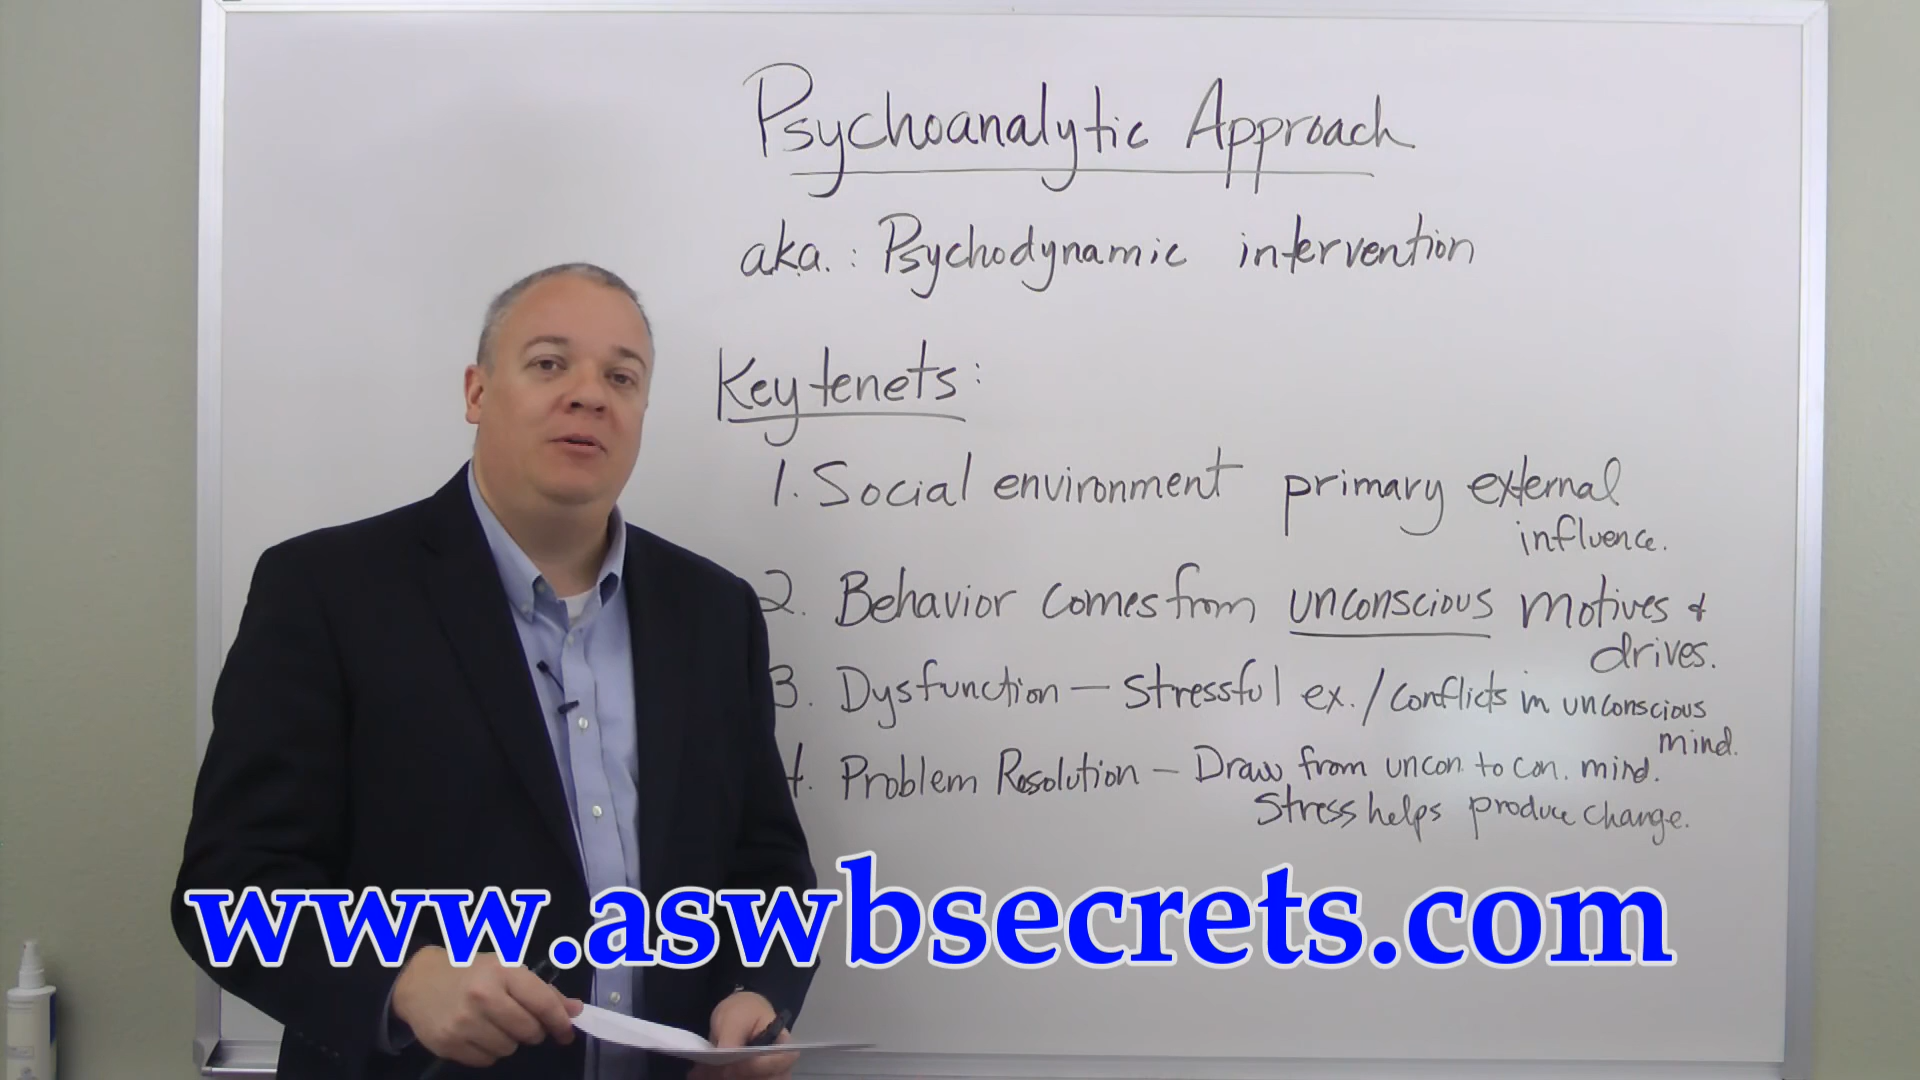 Psychoanalytic Approach
aka.: Psychodynamic intervention
Key tenets:
1. Social environment primary external
influence.
2. Behavior comes from unconscious motives &
drives.
3. Dysfunction — Stressful ex. / conflicts in unconscious
mind.
4. Problem Resolution — Draw from uncon. to con. mind.
Stress helps produce change.
www.aswbsecrets.com